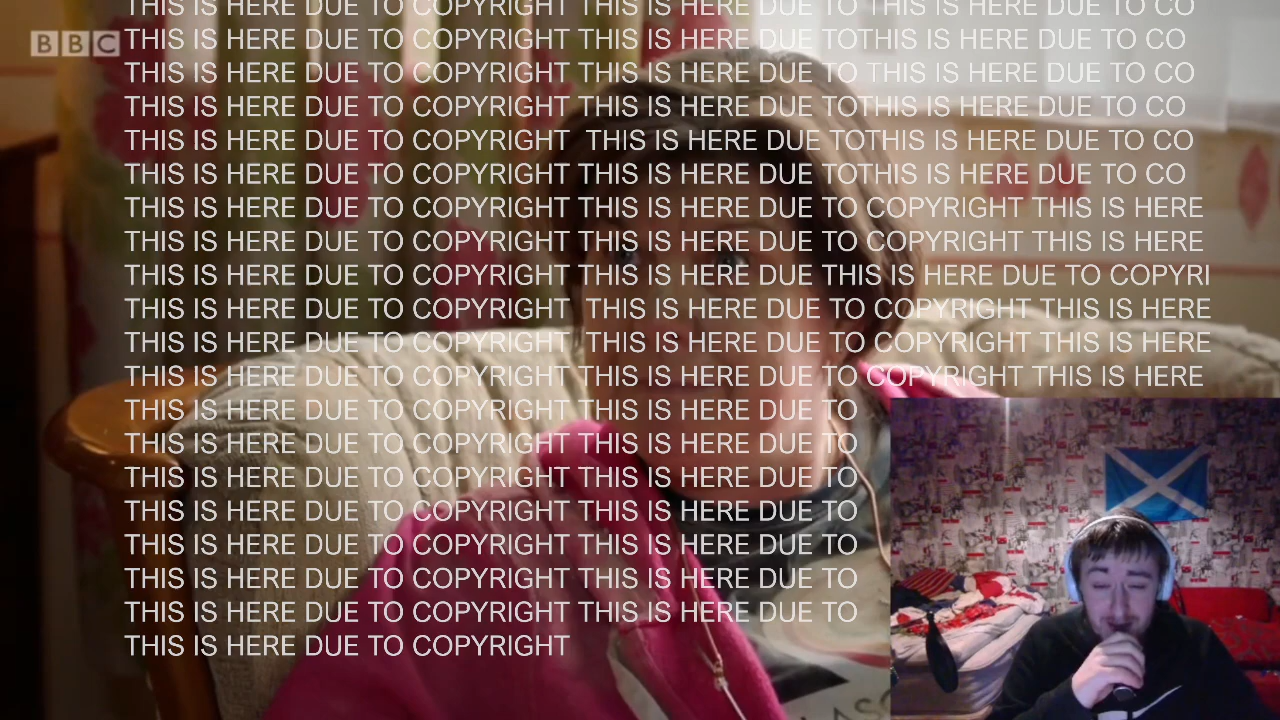 THIS IS HERE DUE TO COPYRIGHT THIS IS HERE DUE TO THIS IS HERE DUE TO CO
BBC
THIS IS HERE DUE TO COPYRIGHT THIS IS HERE DUE TOTHIS IS HERE DUE TO CO
THIS IS HERE DUE TO COPYRIGHT THIS IS HERE DUE TO THIS IS HERE DUE TO CO
THIS IS HERE DUE TO COPYRIGHT THIS IS HERE DUE TOTHIS IS HERE DUE TO CO
THIS IS HERE DUE TO COPYRIGHT  THIS IS HERE DUE TOTHIS IS HERE DUE TO CO
THIS IS HERE DUE TO COPYRIGHT THIS IS HERE DUE TOTHIS IS HERE DUE TO CO
THIS IS HERE DUE TO COPYRIGHT THIS IS HERE DUE TO COPYRIGHT THIS IS HERE
THIS IS HERE DUE TO COPYRIGHT THIS IS HERE DUE TO COPYRIGHT THIS IS HERE
THIS IS HERE DUE TO COPYRIGHT THIS IS HERE DUE THIS IS HERE DUE TO COPYRI
THIS IS HERE DUE TO COPYRIGHT  THIS IS HERE DUE TO COPYRIGHT THIS IS HERE
THIS IS HERE DUE TO COPYRIGHT  THIS IS HERE DUE TO COPYRIGHT THIS IS HERE
THIS IS HERE DUE TO COPYRIGHT THIS IS HERE DUE TO COPYRIGHT THIS IS HERE
THIS IS HERE DUE TO COPYRIGHT THIS IS HERE DUE TO
THIS IS HERE DUE TO COPYRIGHT THIS IS HERE DUE TO
THIS IS HERE DUE TO COPYRIGHT THIS IS HERE DUE TO
THIS IS HERE DUE TO COPYRIGHT THIS IS HERE DUE TO
THIS IS HERE DUE TO COPYRIGHT THIS IS HERE DUE TO
THIS IS HERE DUE TO COPYRIGHT THIS IS HERE DUE TO
THIS IS HERE DUE TO COPYRIGHT THIS IS HERE DUE TO
THIS IS HERE DUE TO COPYRIGHT